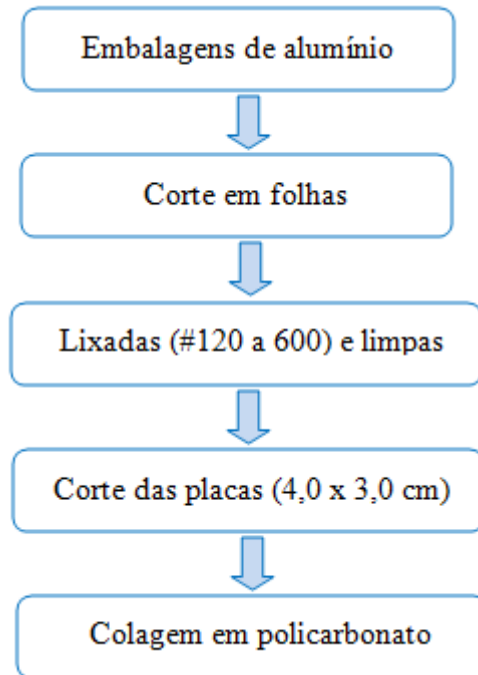 Embalagens de alumínio
Corte em folhas
Lixadas (#120 a 600) e limpas
Corte das placas (4,0 x 3,0 cm)
Colagem em policarbonato